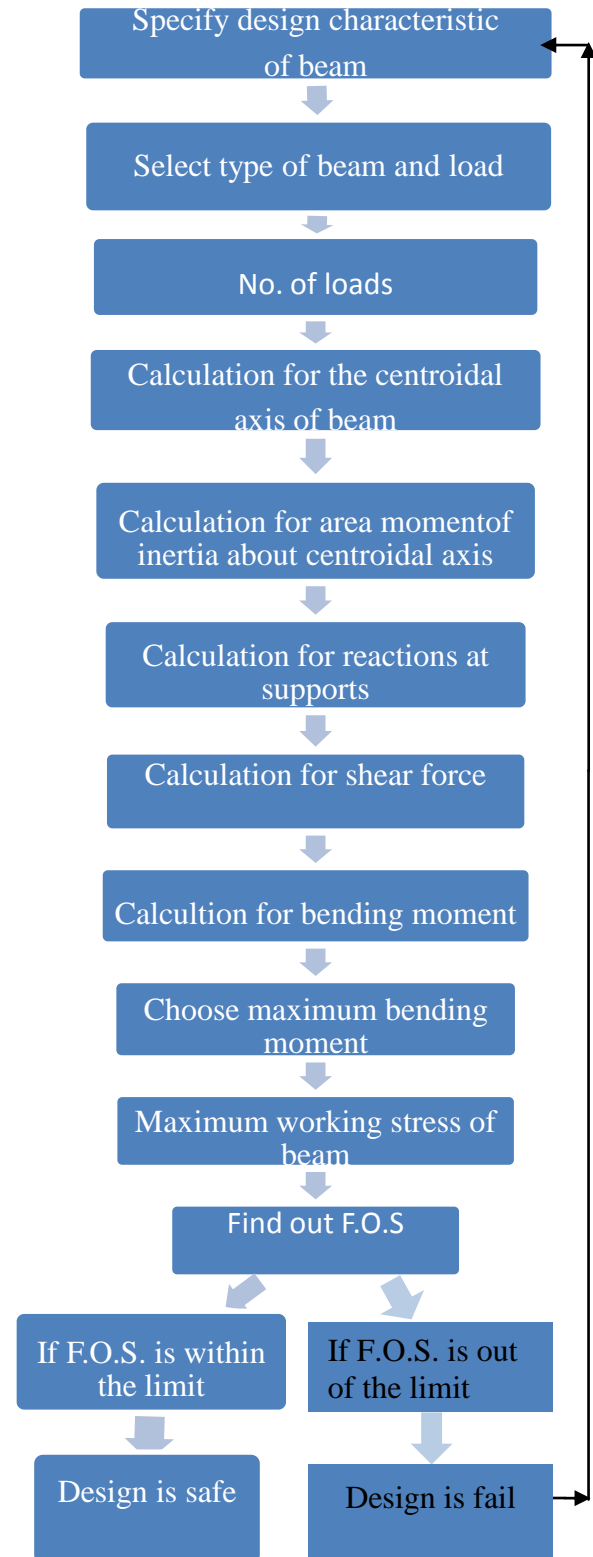 Specify design characteristic
of beam
Select type of beam and load
No. of loads
Calculation for the centroidal
axis of beam
Calculation for area momentof
inertia about centroidal axis
Calculation for reactions at
supports
Calculation for shear force
Calcultion for bending moment
Choose maximum bending
moment
Maximum working stress of
beam
Find out F.O.S
If F.O.S. is within
the limit
If F.O.S. is out
of the limit
Design is safe
Design is fail